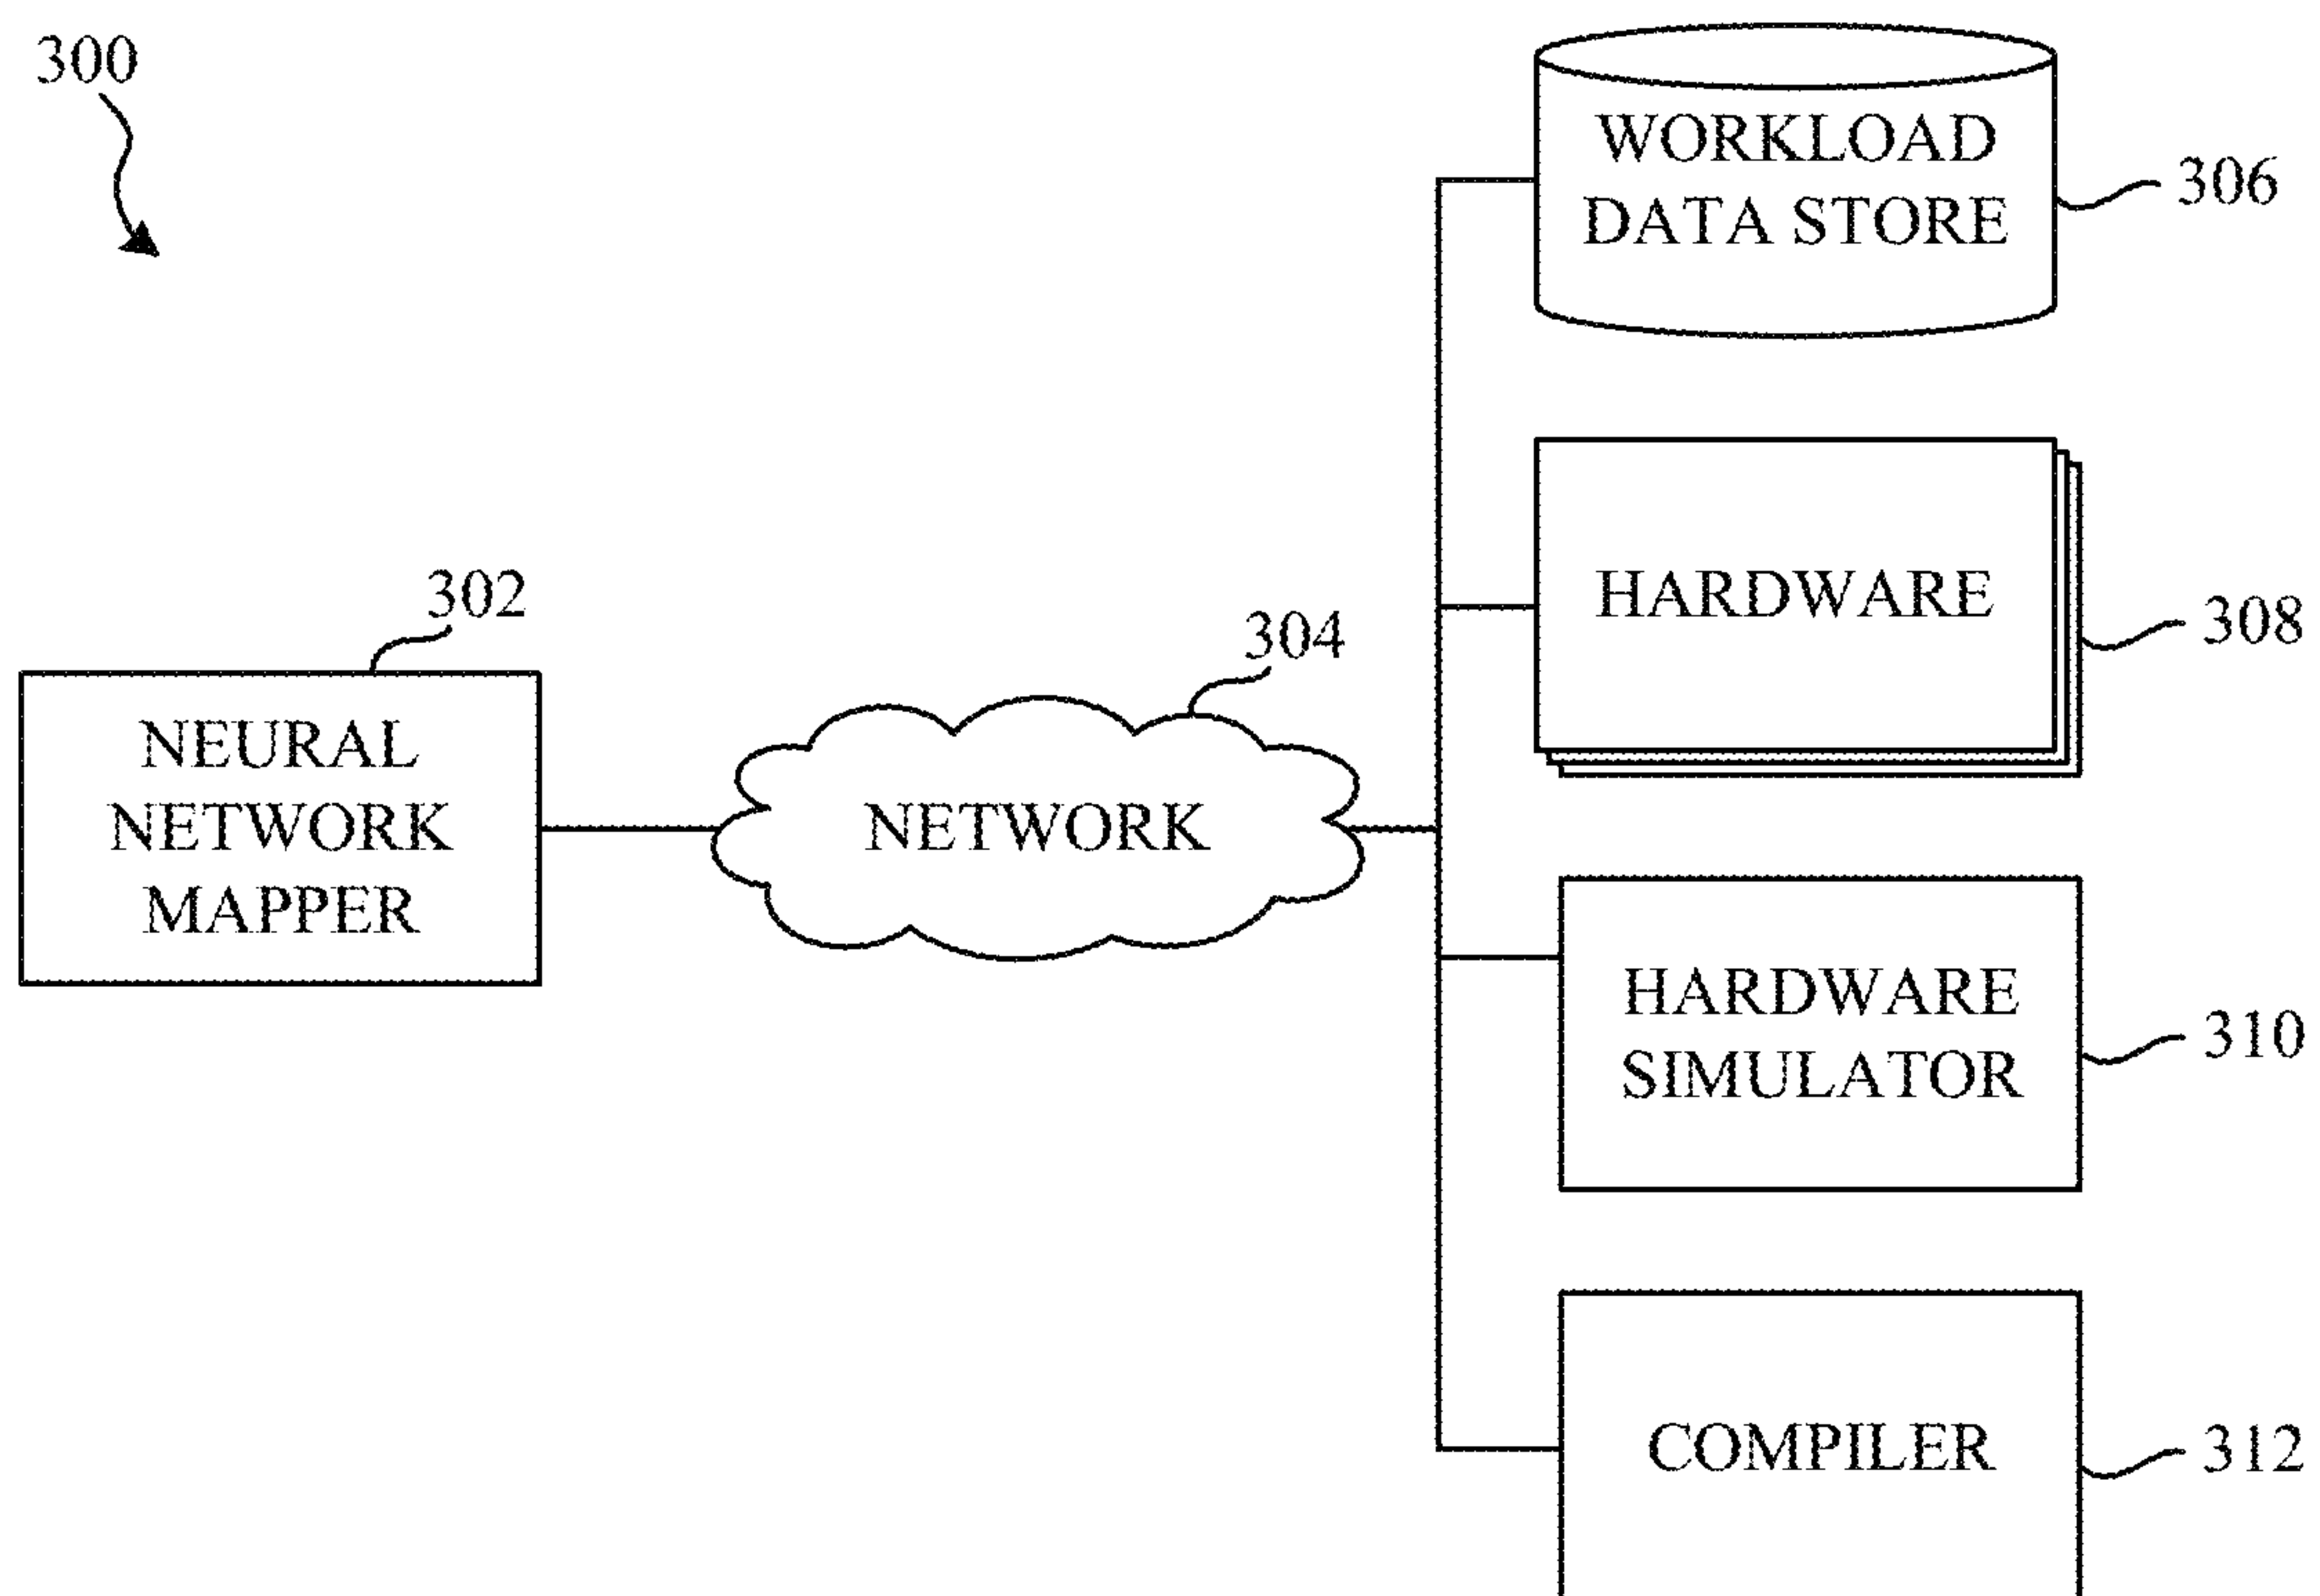 300
WORKLOAD
DATA STORE
306
HARDWARE
308
302
NEURAL
NETWORK
MAPPER
304
NETWORK
HARDWARE
SIMULATOR
310
COMPILER
312